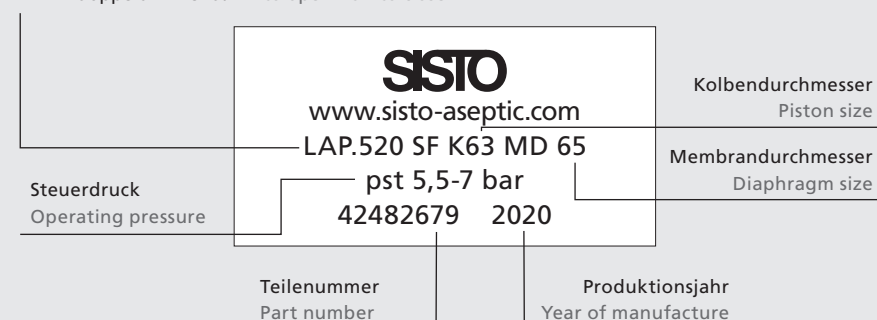 SISTO
www.sisto-aseptic.com
LAP.520 SF K63 MD 65
pst 5,5-7 bar
42482679 2020
Kolbendurchmesser
Piston size
Membrandurchmesser
Diaphragm size
Steuerdruck
Operating pressure
Teilenummer
Part number
Produktionsjahr
Year of manufacture